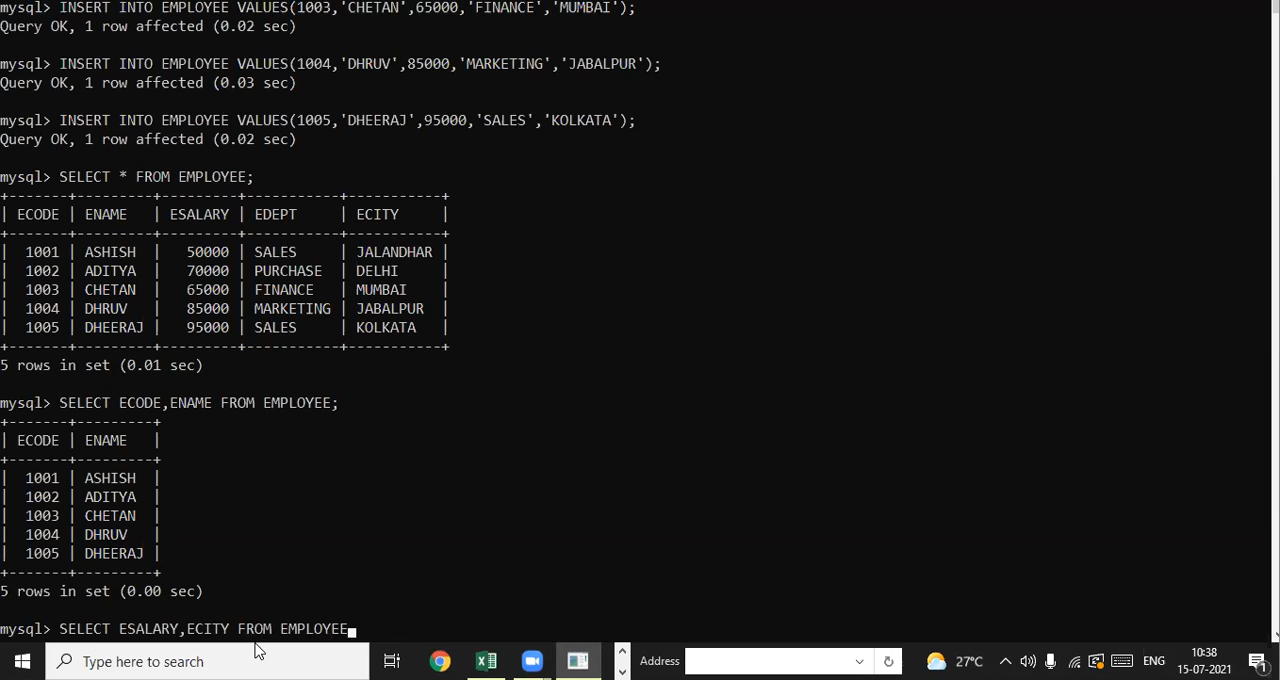 mysql> INSERT INTO EMPLOYEE VALUES(1003,'CHETAN',65000,'FINANCE','MUMBAI');
Query OK, 1 row affected (0.02 sec)
mysql> INSERT INTO EMPLOYEE VALUES(1004,'DHRUV',85000,'MARKETING','JABALPUR');
Query OK, 1 row affected (0.03 sec)
mysql> INSERT INTO EMPLOYEE VALUES(1005,'DHEERAJ',95000,'SALES','KOLKATA');
Query OK, 1 row affected (0.02 sec)
mysql> SELECT * FROM EMPLOYEE;
+-------+---------+---------+-----------+-----------+
| ECODE | ENAME   | ESALARY | EDEPT     | ECITY     |
+-------+---------+---------+-----------+-----------+
|  1001 | ASHISH  |   50000 | SALES     | JALANDHAR |
|  1002 | ADITYA  |   70000 | PURCHASE  | DELHI     |
|  1003 | CHETAN  |   65000 | FINANCE   | MUMBAI    |
|  1004 | DHRUV   |   85000 | MARKETING | JABALPUR  |
|  1005 | DHEERAJ |   95000 | SALES     | KOLKATA   |
+-------+---------+---------+-----------+-----------+
5 rows in set (0.01 sec)
mysql> SELECT ECODE,ENAME FROM EMPLOYEE;
+-------+---------+
| ECODE | ENAME   |
+-------+---------+
|  1001 | ASHISH  |
|  1002 | ADITYA  |
|  1003 | CHETAN  |
|  1004 | DHRUV   |
|  1005 | DHEERAJ |
+-------+---------+
5 rows in set (0.00 sec)
mysql> SELECT ESALARY,ECITY FROM EMPLOYEE
Type here to search
Address
27°C
ENG
10:38
15-07-2021
1